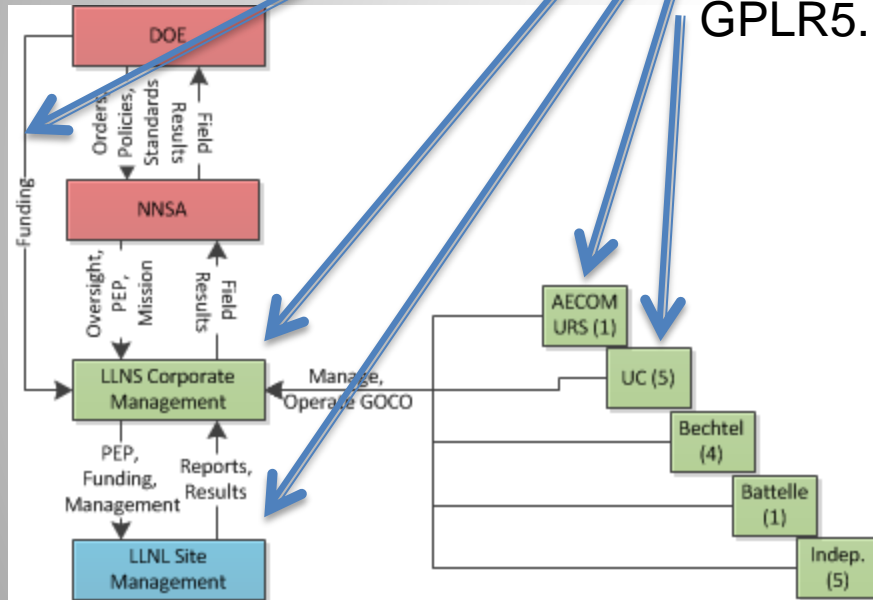 GPLR5.
DOE
Orders,
Policies,
Standards
Results
Field
Funding
NNSA
Oversight,
PEP,
Mission
Results
Field
AECOM
URS (1)
UC (5)
LLNS Corporate
Management
Manage,
Operate GOCO
Bechtel
(4)
PEP,
Funding,
Management
Reports,
Results
Battelle
(1)
LLNL Site
Management
Indep.
(5)